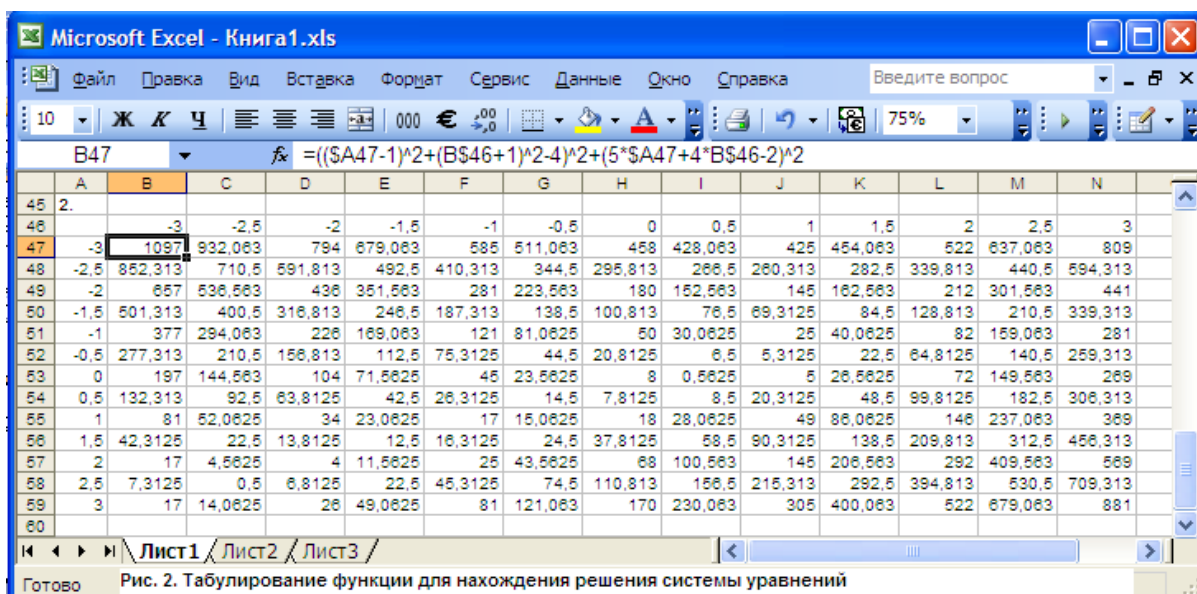 Microsoft Excel - Книга1.xls
Файл Правка Вид Вставка Формат Сервис Данные Окно Справка Введите вопрос
10 Ж К Ч 000 € 75%
B47 fx =(($A47-1)^2+(B$46+1)^2-4)^2+(5*$A47+4*B$46-2)^2
A B C D E F G H I J K L M N
45 2.
46 -3 -2,5 -2 -1,5 -1 -0,5 0 0,5 1 1,5 2 2,5 3
47 -3 1097 932,063 794 679,063 585 511,063 458 428,063 425 454,063 522 637,063 809
48 -2,5 852,313 710,5 591,813 492,5 410,313 344,5 295,813 266,5 260,313 282,5 339,813 440,5 594,313
49 -2 657 536,563 436 351,563 281 223,563 180 152,563 145 162,563 212 301,563 441
50 -1,5 501,313 400,5 316,813 246,5 187,313 138,5 100,813 76,5 69,3125 84,5 128,813 210,5 339,313
51 -1 377 294,063 226 169,063 121 81,0625 50 30,0625 25 40,0625 82 159,063 281
52 -0,5 277,313 210,5 156,813 112,5 75,3125 44,5 20,8125 6,5 5,3125 22,5 64,8125 140,5 259,313
53 0 197 144,563 104 71,5625 45 23,5625 8 0,5625 5 26,5625 72 149,563 269
54 0,5 132,313 92,5 63,8125 42,5 26,3125 14,5 7,8125 8,5 20,3125 48,5 99,8125 182,5 306,313
55 1 81 52,0625 34 23,0625 17 15,0625 18 28,0625 49 86,0625 146 237,063 369
56 1,5 42,3125 22,5 13,8125 12,5 16,3125 24,5 37,8125 58,5 90,3125 138,5 209,813 312,5 456,313
57 2 17 4,5625 4 11,5625 25 43,5625 68 100,563 145 206,563 292 409,563 569
58 2,5 7,3125 0,5 6,8125 22,5 45,3125 74,5 110,813 156,5 215,313 292,5 394,813 530,5 709,313
59 3 17 14,0625 26 49,0625 81 121,063 170 230,063 305 400,063 522 679,063 881
60
Лист1 Лист2 Лист3
Готово Рис. 2. Табулирование функции для нахождения решения системы уравнений